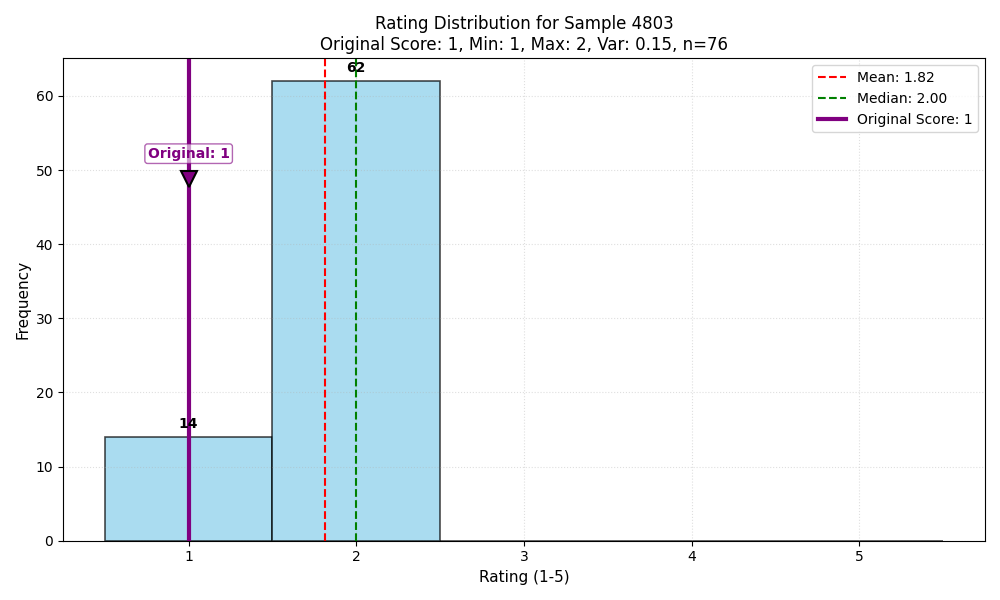 Rating Distribution for Sample 4803
Original Score: 1, Min: 1, Max: 2, Var: 0.15, n=76
Mean: 1.82
Median: 2.00
Original Score: 1
62
Original: 1
14
Frequency
60
50
40
30
20
10
0
1 2 3 4 5
Rating (1-5)